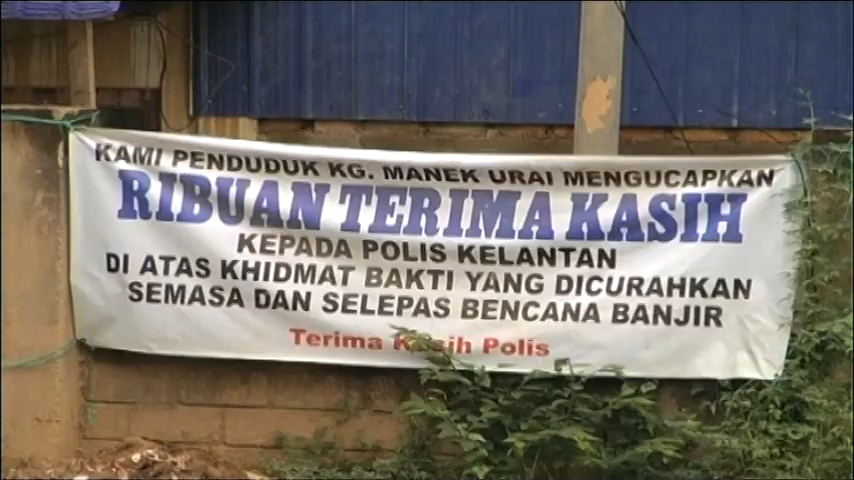 KAMI PENDUDUK KG. MANEK URAI MENGUCAPKAN
RIBUAN TERIMA KASIH
KEPADA POLIS KELANTAN
DI ATAS KHIDMAT BAKTI YANG DICURAHKAN
SEMASA DAN SELEPAS BENCANA BANJIR
Terima Kasih Polis